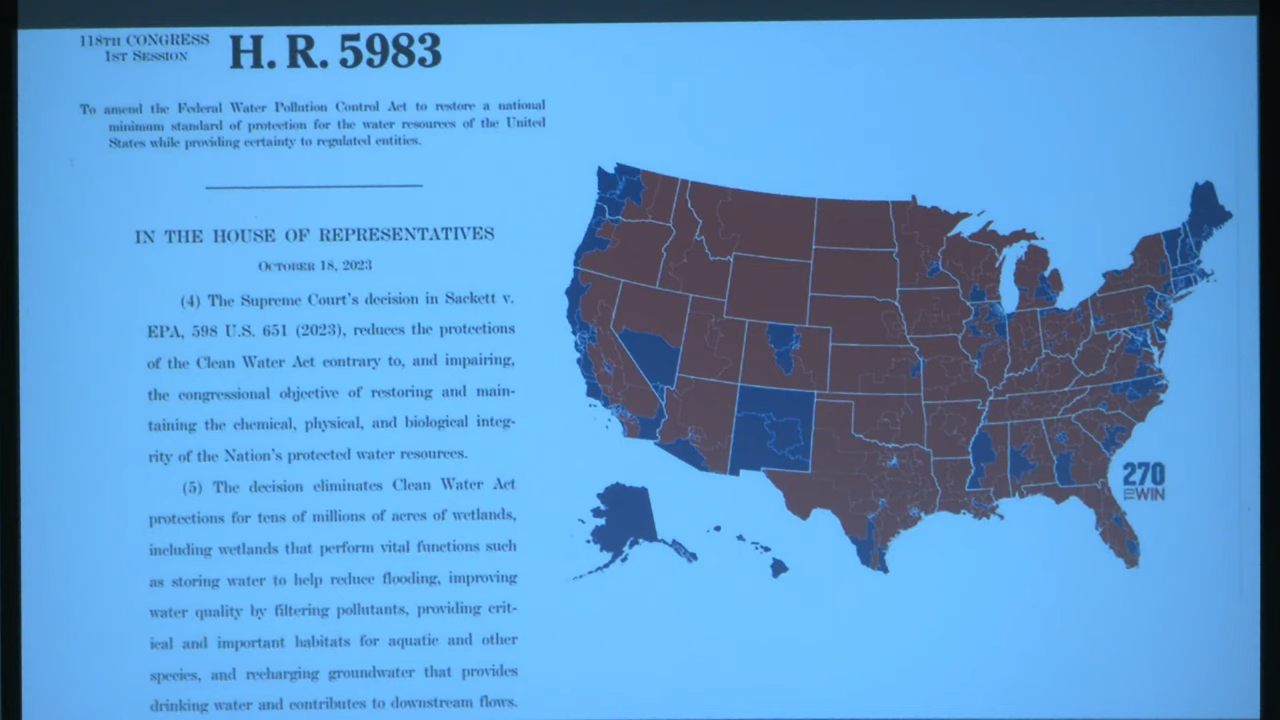 118TH CONGRESS
1ST SESSION
H. R. 5983
To amend the Federal Water Pollution Control Act to restore a national
minimum standard of protection for the water resources of the United
States while providing certainty to regulated entities.
IN THE HOUSE OF REPRESENTATIVES
OCTOBER 18, 2023
(4) The Supreme Court's decision in Sackett v.
EPA, 598 U.S. 651 (2023), reduces the protections
of the Clean Water Act contrary to, and impairing,
the congressional objective of restoring and main-
taining the chemical, physical, and biological integ-
rity of the Nation's protected water resources.
(5) The decision eliminates Clean Water Act
protections for tens of millions of acres of wetlands,
including wetlands that perform vital functions such
as storing water to help reduce flooding, improving
water quality by filtering pollutants, providing crit-
ical and important habitats for aquatic and other
species, and recharging groundwater that provides
drinking water and contributes to downstream flows.
270
TO WIN